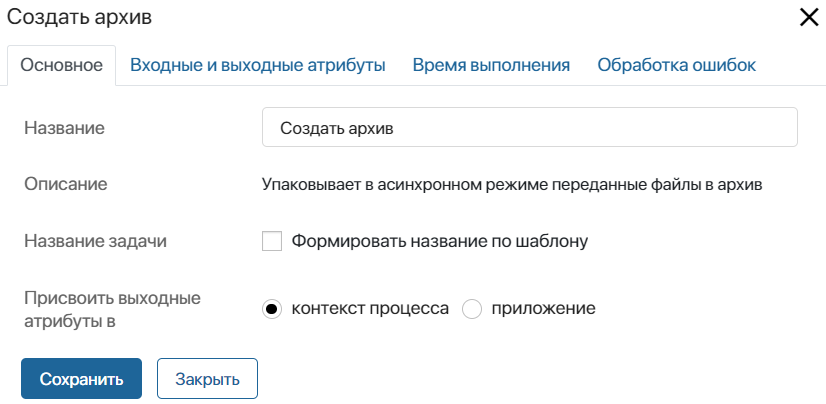 Создать архив
Основное Входные и выходные атрибуты Время выполнения Обработка ошибок
Название Создать архив
Описание Упаковывает в асинхронном режиме переданные файлы в архив
Название задачи Формировать название по шаблону
Присвоить выходные
атрибуты в контекст процесса приложение
Сохранить Закрыть